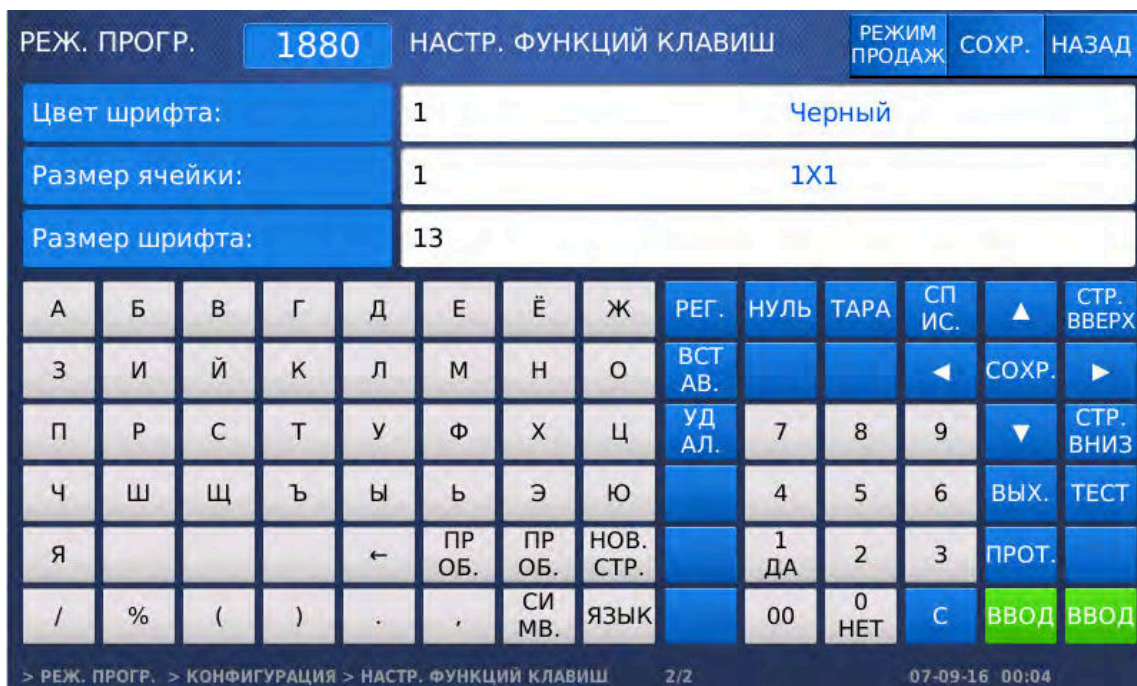 РЕЖ. ПРОГР. 1880 НАСТР. ФУНКЦИЙ КЛАВИШ РЕЖИМ ПРОДАЖ СОХР. НАЗАД
Цвет шрифта: 1 Черный
Размер ячейки: 1 1X1
Размер шрифта: 13
А Б В Г Д Е Ё Ж РЕГ. НУЛЬ ТАРА СП ИС. ▲ СТР. ВВЕРХ
З И Й К Л М Н О ВСТ АВ. ◀ СОХР. ▶
П Р С Т У Ф Х Ц УД АЛ. 7 8 9 ▼ СТР. ВНИЗ
Ч Ш Щ Ъ Ы Ь Э Ю 4 5 6 ВЫХ. ТЕСТ
Я ← ПР ОБ. ПР ОБ. НОВ. СТР. 1 ДА 2 3 ПРОТ.
/ % ( ) . , СИ МВ. ЯЗЫК 00 0 НЕТ C ВВОД ВВОД
> РЕЖ. ПРОГР. > КОНФИГУРАЦИЯ > НАСТР. ФУНКЦИЙ КЛАВИШ 2/2 07-09-16 00:04